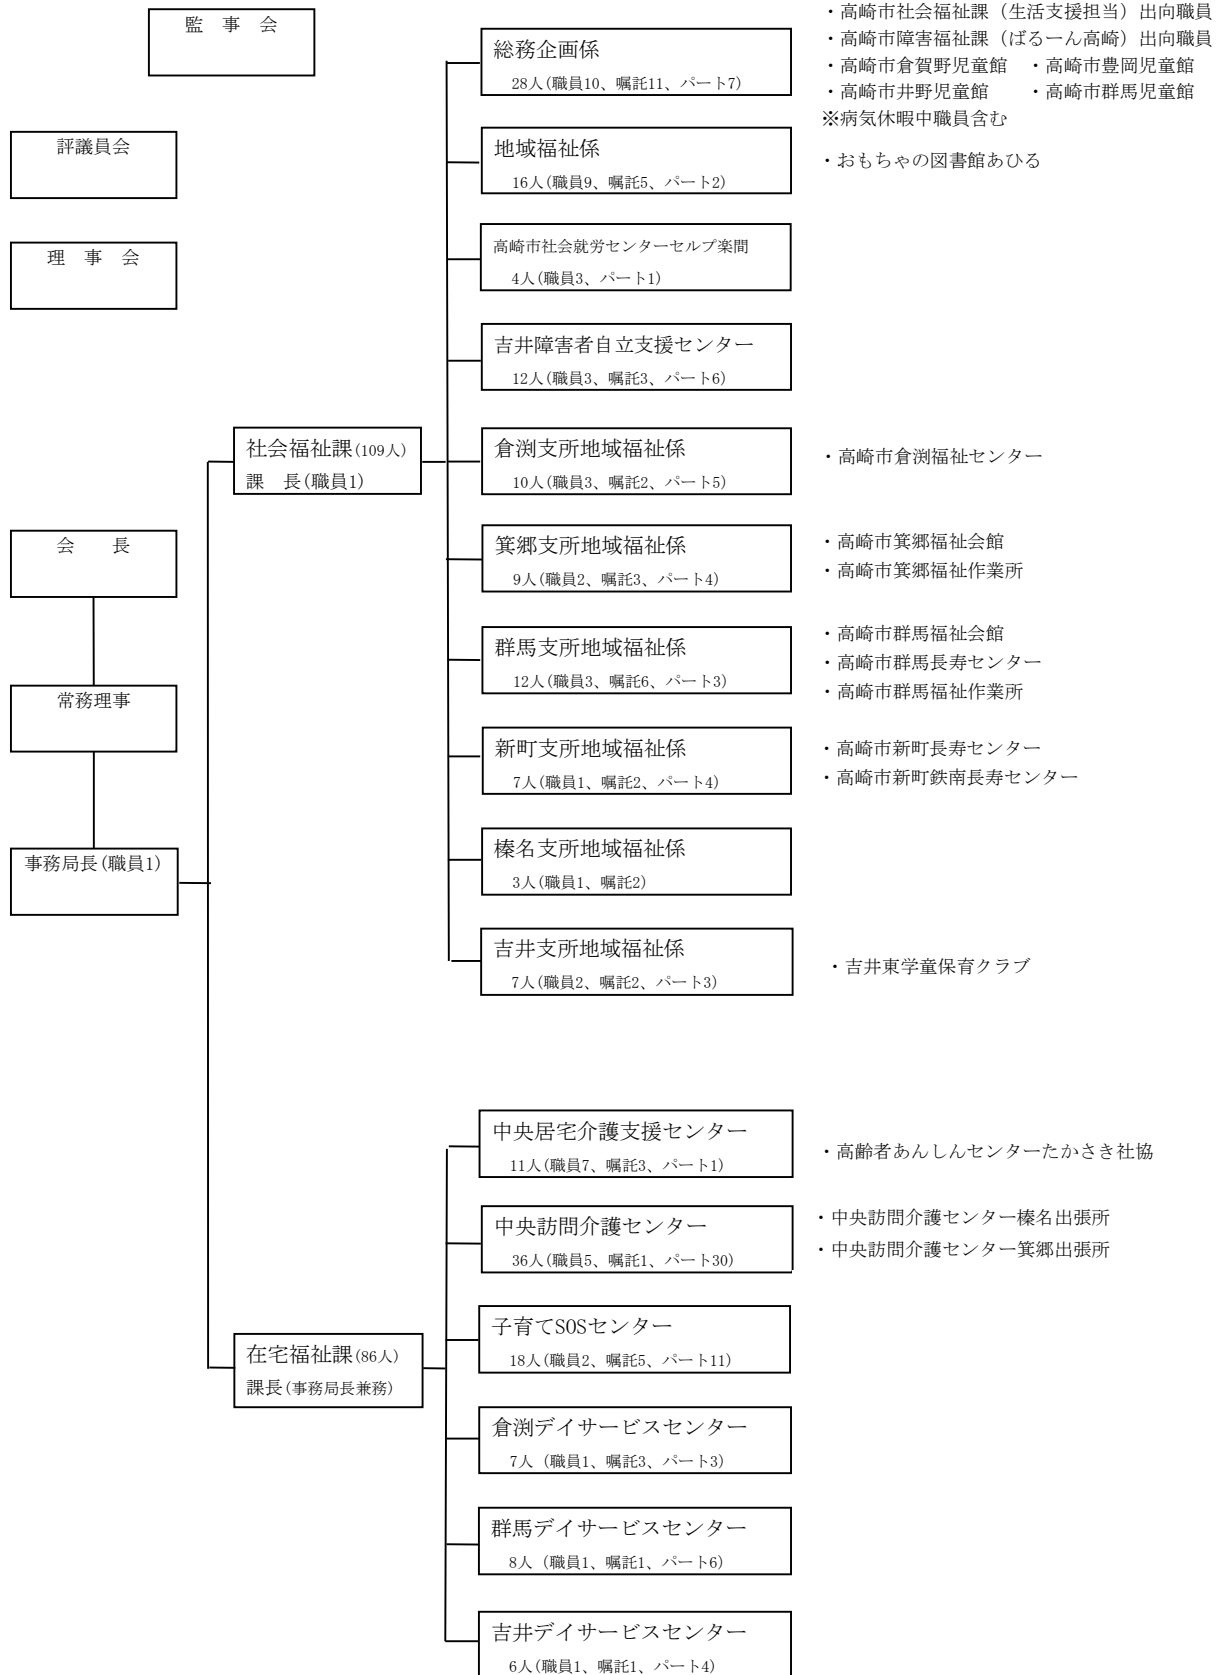 監　事　会
評議員会
理　事　会
会　　長
常務理事
事務局長(職員1)
社会福祉課(109人)
課　長(職員1)
総務企画係
28人(職員10、嘱託11、パート7)
・高崎市社会福祉課（生活支援担当）出向職員
・高崎市障害福祉課（ばるーん高崎）出向職員
・高崎市倉賀野児童館　・高崎市豊岡児童館
・高崎市井野児童館　　・高崎市群馬児童館
※病気休暇中職員含む
地域福祉係
16人(職員9、嘱託5、パート2)
・おもちゃの図書館あひる
高崎市社会就労センターセルプ楽間
4人(職員3、パート1)
吉井障害者自立支援センター
12人(職員3、嘱託3、パート6)
倉渕支所地域福祉係
10人(職員3、嘱託2、パート5)
・高崎市倉渕福祉センター
箕郷支所地域福祉係
9人(職員2、嘱託3、パート4)
・高崎市箕郷福祉会館
・高崎市箕郷福祉作業所
群馬支所地域福祉係
12人(職員3、嘱託6、パート3)
・高崎市群馬福祉会館
・高崎市群馬長寿センター
・高崎市群馬福祉作業所
新町支所地域福祉係
7人(職員1、嘱託2、パート4)
・高崎市新町長寿センター
・高崎市新町鉄南長寿センター
榛名支所地域福祉係
3人(職員1、嘱託2)
吉井支所地域福祉係
7人(職員2、嘱託2、パート3)
・吉井東学童保育クラブ
在宅福祉課(86人)
課長(事務局長兼務)
中央居宅介護支援センター
11人(職員7、嘱託3、パート1)
・高齢者あんしんセンターたかさき社協
中央訪問介護センター
36人(職員5、嘱託1、パート30)
・中央訪問介護センター榛名出張所
・中央訪問介護センター箕郷出張所
子育てSOSセンター
18人(職員2、嘱託5、パート11)
倉渕デイサービスセンター
7人（職員1、嘱託3、パート3)
群馬デイサービスセンター
8人（職員1、嘱託1、パート6)
吉井デイサービスセンター
6人(職員1、嘱託1、パート4)